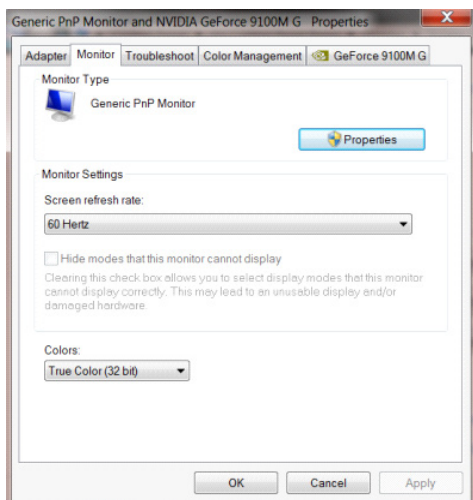 Generic PnP Monitor and NVIDIA GeForce 9100M G Properties
Adapter Monitor Troubleshoot Color Management GeForce 9100M G
Monitor Type
Generic PnP Monitor
Properties
Monitor Settings
Screen refresh rate:
60 Hertz
Hide modes that this monitor cannot display
Clearing this check box allows you to select display modes that this monitor
cannot display correctly. This may lead to an unusable display and/or
damaged hardware.
Colors:
True Color (32 bit)
OK Cancel Apply